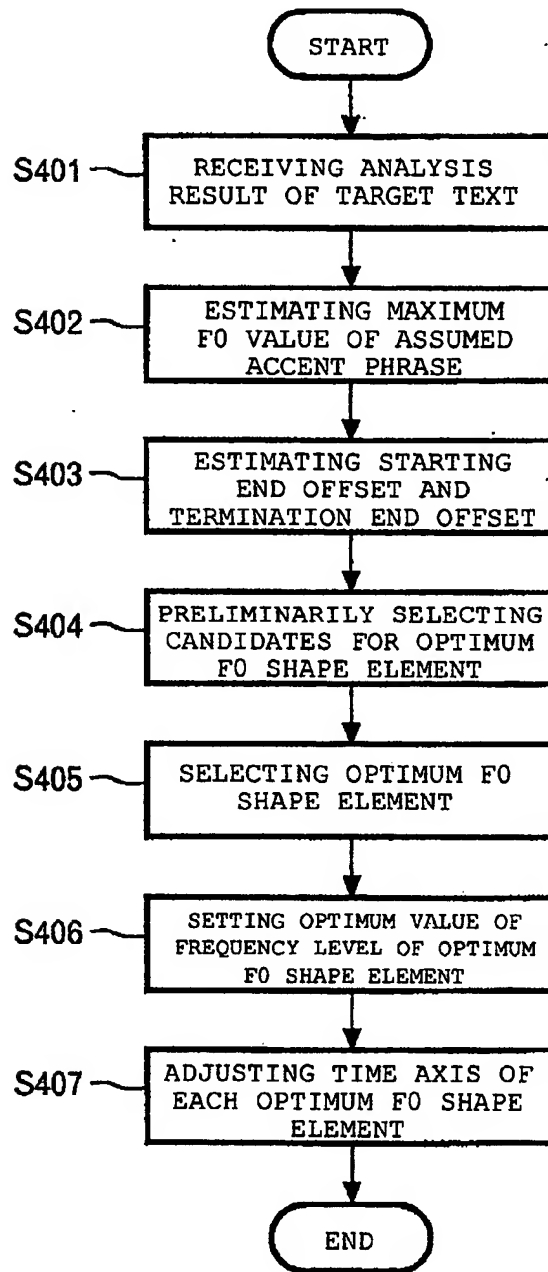 START
S401
RECEIVING ANALYSIS
RESULT OF TARGET TEXT
S402
ESTIMATING MAXIMUM
F0 VALUE OF ASSUMED
ACCENT PHRASE
S403
ESTIMATING STARTING
END OFFSET AND
TERMINATION END OFFSET
S404
PRELIMINARILY SELECTING
CANDIDATES FOR OPTIMUM
F0 SHAPE ELEMENT
S405
SELECTING OPTIMUM F0
SHAPE ELEMENT
S406
SETTING OPTIMUM VALUE OF
FREQUENCY LEVEL OF OPTIMUM
F0 SHAPE ELEMENT
S407
ADJUSTING TIME AXIS OF
EACH OPTIMUM F0 SHAPE
ELEMENT
END